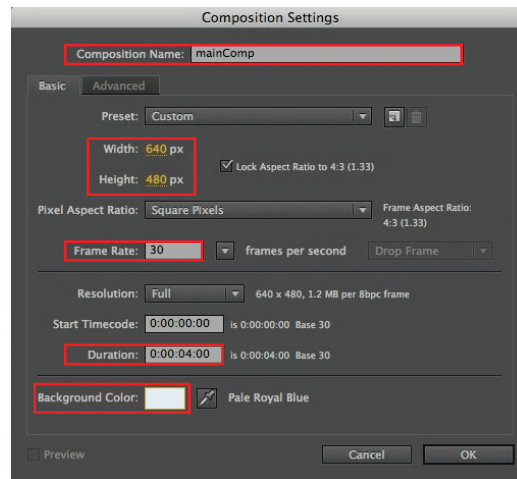 Composition Settings
Composition Name: mainComp
Basic Advanced
Preset: Custom
Width: 640 px
Lock Aspect Ratio to 4:3 (1.33)
Height: 480 px
Pixel Aspect Ratio: Square Pixels Frame Aspect Ratio:
4:3 (1.33)
Frame Rate: 30 frames per second Drop Frame
Resolution: Full 640 x 480, 1.2 MB per 8bpc frame
Start Timecode: 0:00:00:00 is 0:00:00:00 Base 30
Duration: 0:00:04:00 is 0:00:04:00 Base 30
Background Color: Pale Royal Blue
Preview Cancel OK